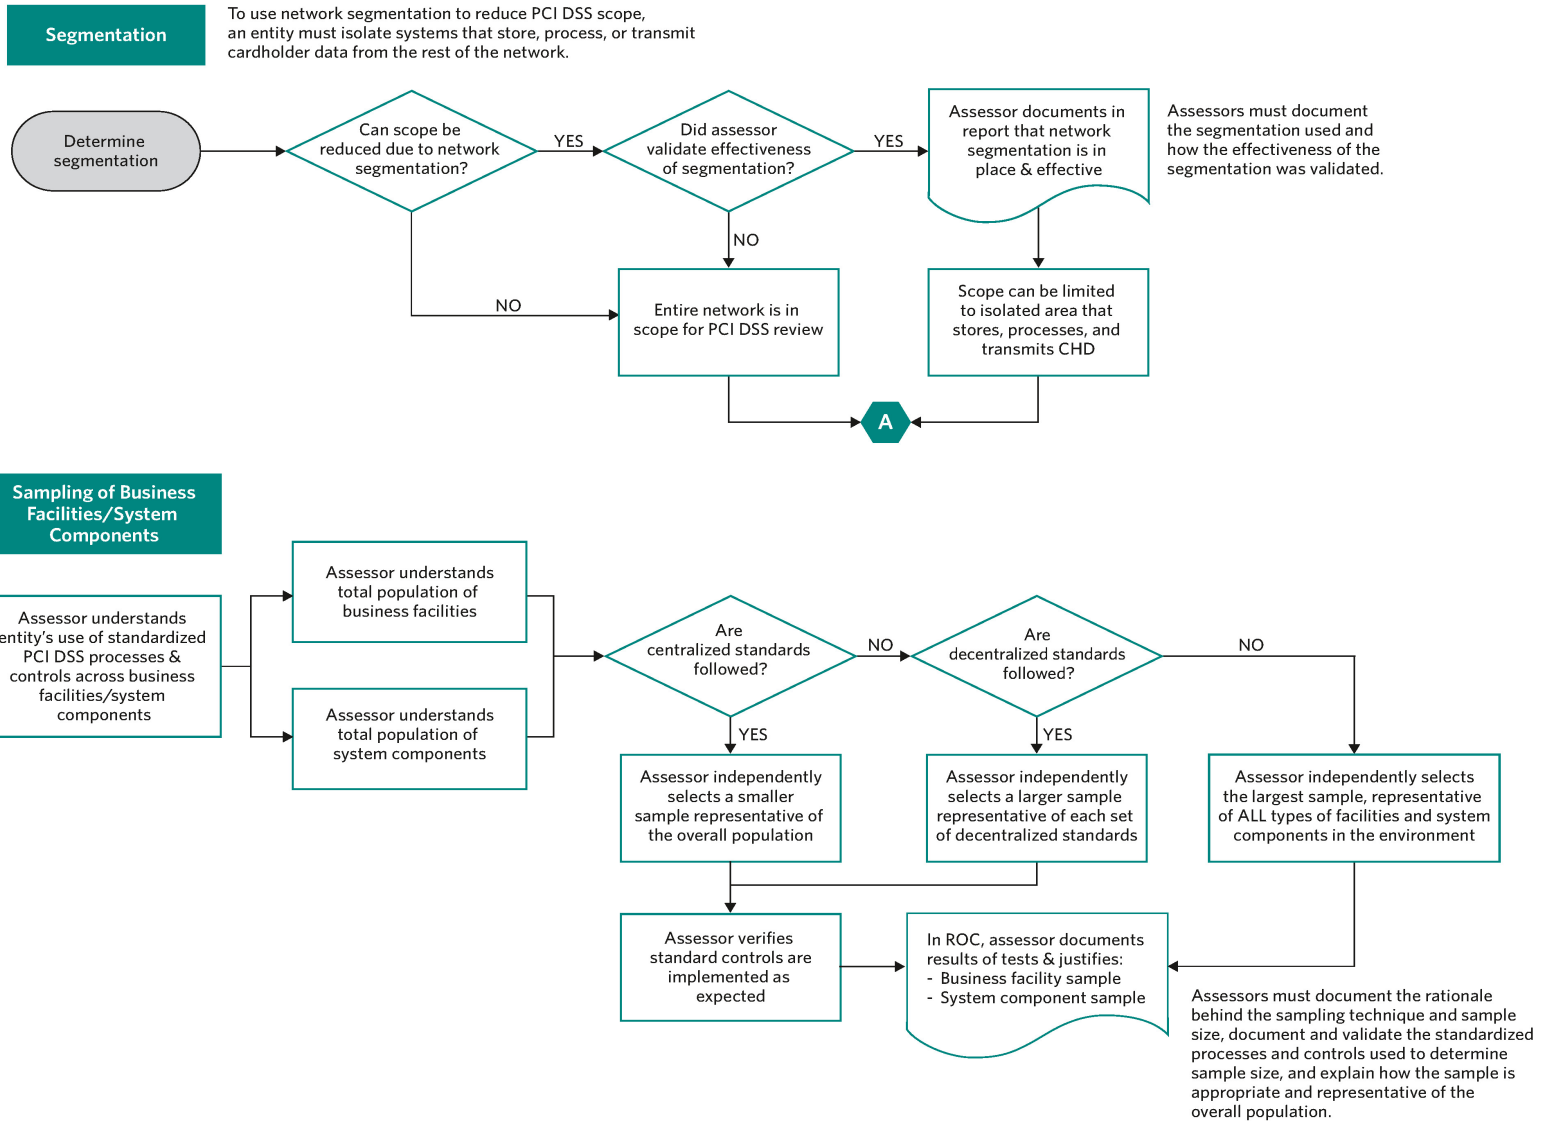 Segmentation
To use network segmentation to reduce PCI DSS scope,
an entity must isolate systems that store, process, or transmit
cardholder data from the rest of the network.
Determine
segmentation
Can scope be
reduced due to network
segmentation?
YES
Did assessor
validate effectiveness
of segmentation?
YES
Assessor documents in
report that network
segmentation is in
place & effective
Assessors must document
the segmentation used and
how the effectiveness of the
segmentation was validated.
NO
NO
Entire network is in
scope for PCI DSS review
Scope can be limited
to isolated area that
stores, processes, and
transmits CHD
A
Sampling of Business
Facilities/System
Components
Assessor understands
entity's use of standardized
PCI DSS processes &
controls across business
facilities/system
components
Assessor understands
total population of
business facilities
Assessor understands
total population of
system components
Are
centralized standards
followed?
NO
Are
decentralized standards
followed?
NO
YES
YES
Assessor independently
selects a smaller
sample representative of
the overall population
Assessor independently
selects a larger sample
representative of each set
of decentralized standards
Assessor independently selects
the largest sample, representative
of ALL types of facilities and system
components in the environment
Assessor verifies
standard controls are
implemented as
expected
In ROC, assessor documents
results of tests & justifies:
- Business facility sample
- System component sample
Assessors must document the rationale
behind the sampling technique and sample
size, document and validate the standardized
processes and controls used to determine
sample size, and explain how the sample is
appropriate and representative of the
overall population.